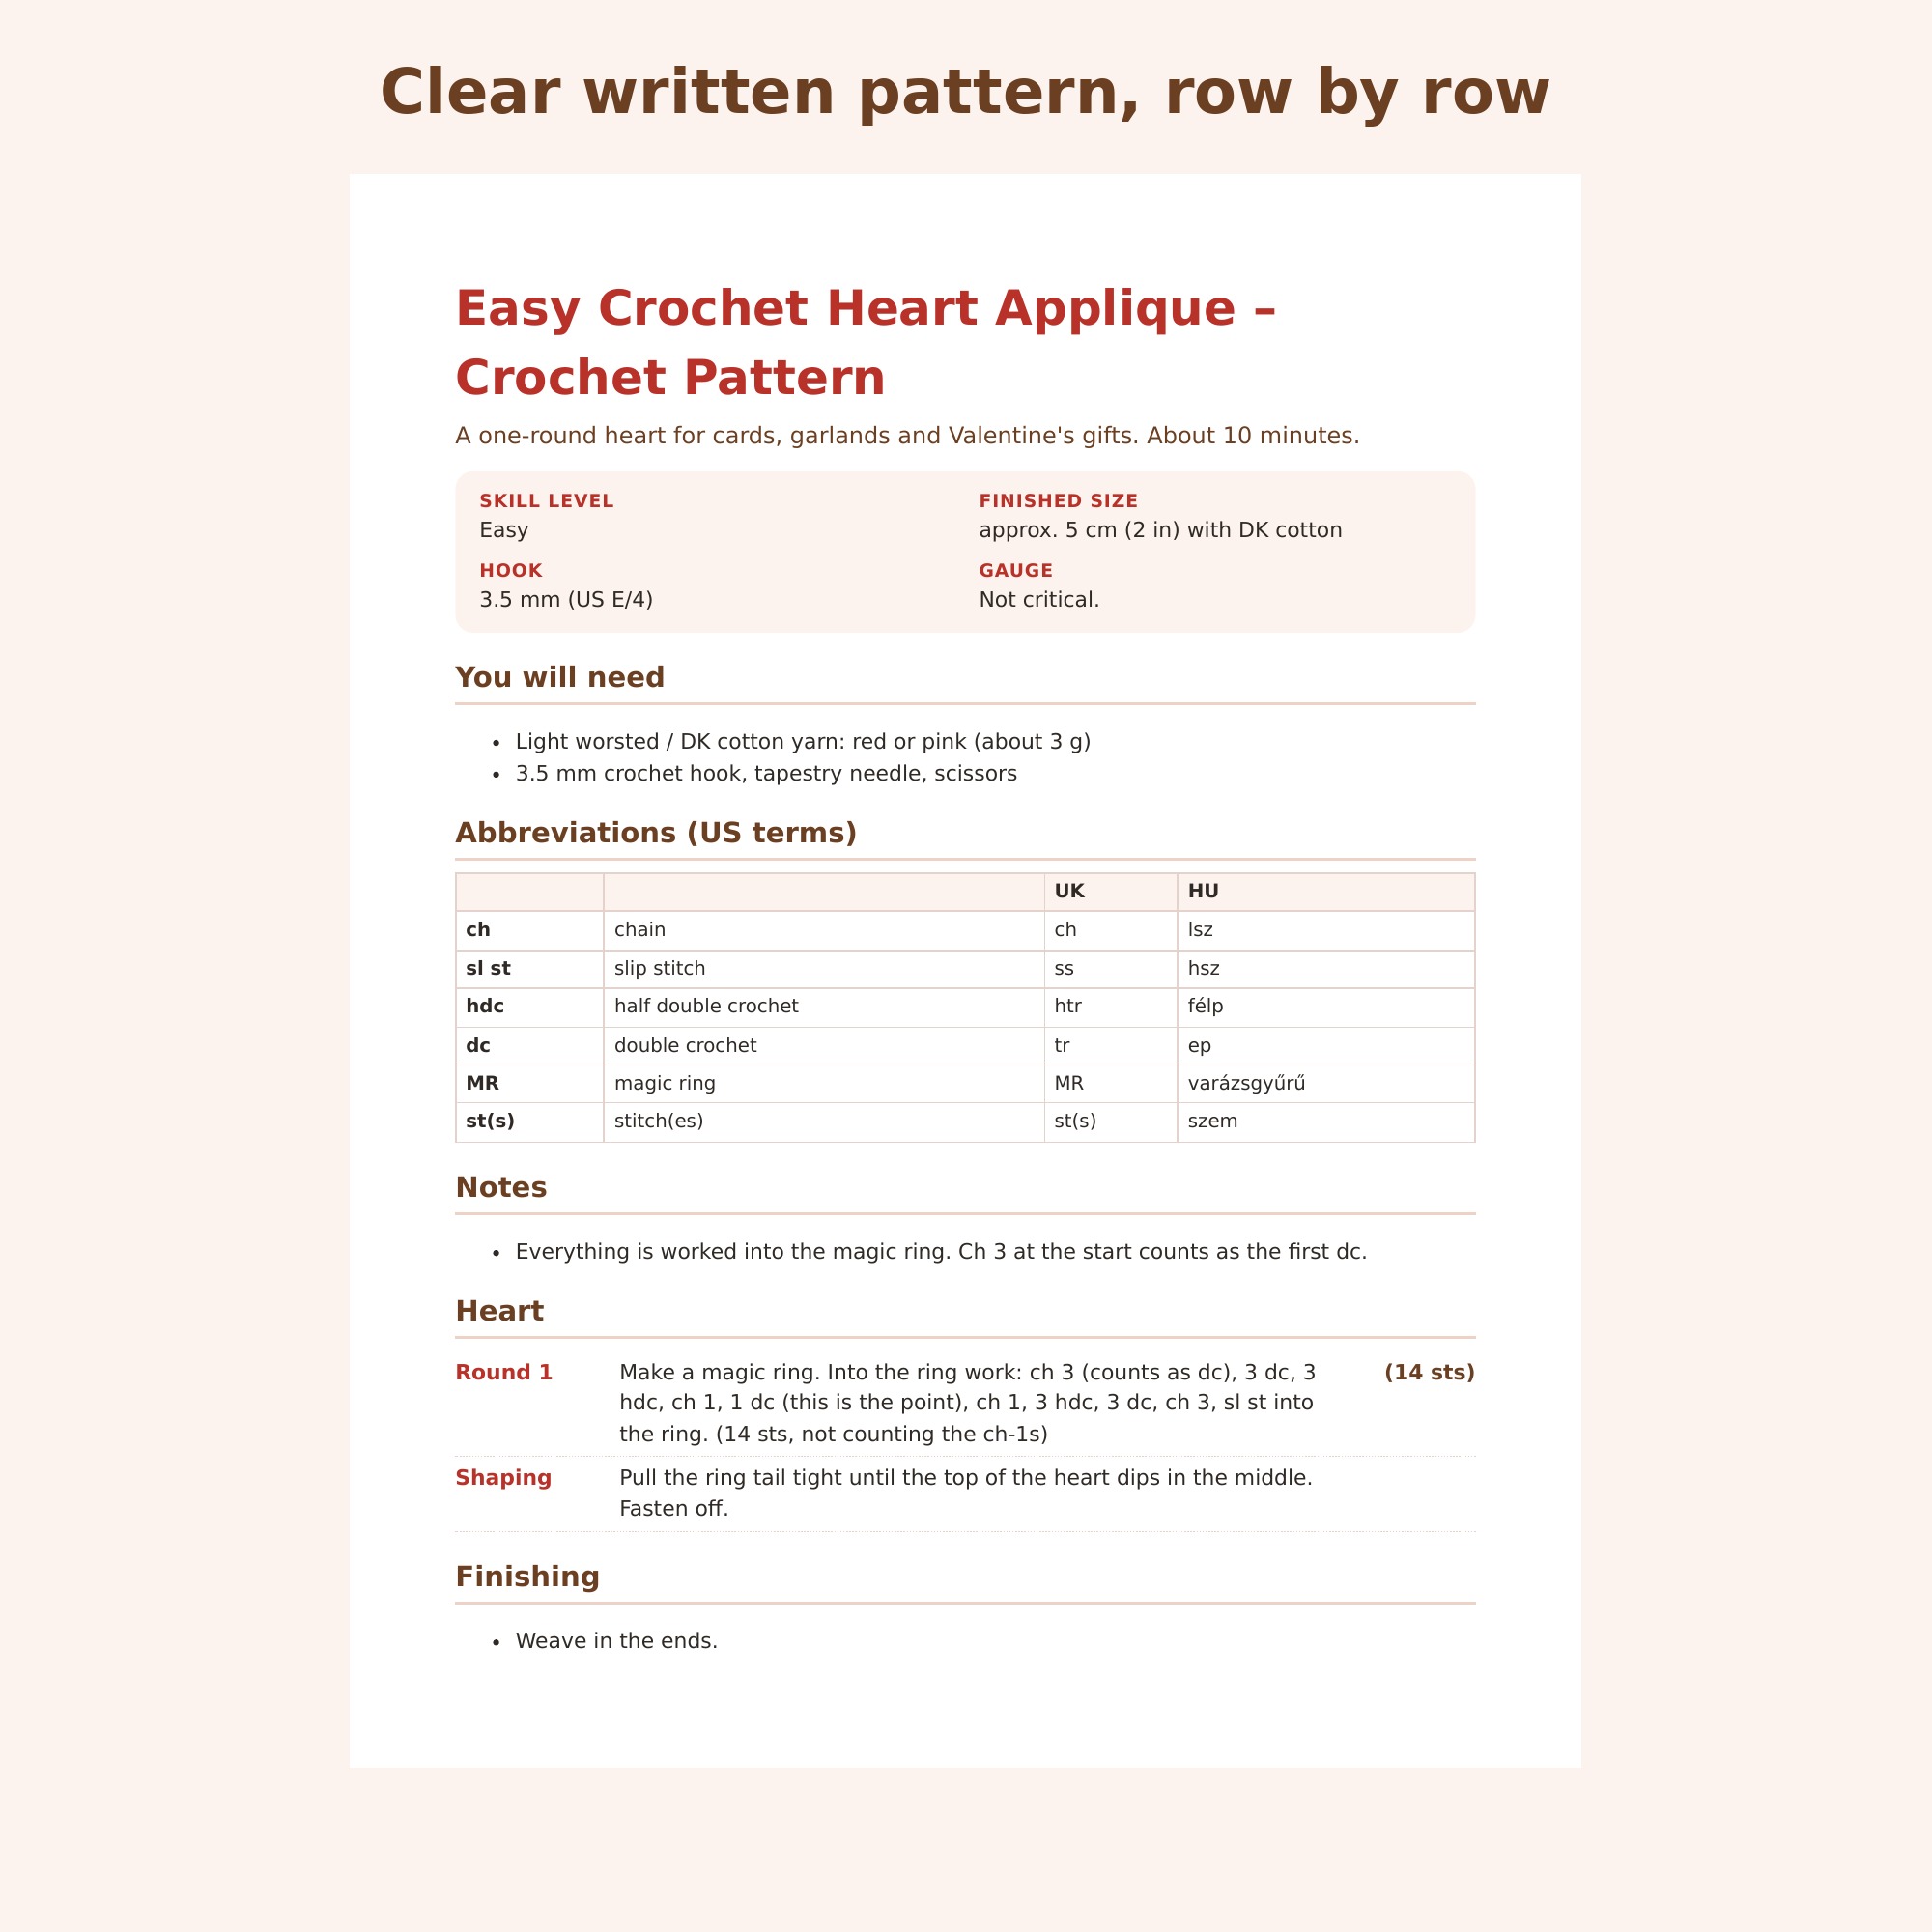 Clear written pattern, row by row
Easy Crochet Heart Applique –
Crochet Pattern
A one-round heart for cards, garlands and Valentine's gifts. About 10 minutes.
SKILL LEVEL
Easy
FINISHED SIZE
approx. 5 cm (2 in) with DK cotton
HOOK
3.5 mm (US E/4)
GAUGE
Not critical.
You will need
• Light worsted / DK cotton yarn: red or pink (about 3 g)
• 3.5 mm crochet hook, tapestry needle, scissors
Abbreviations (US terms)
UK HU
ch chain ch lsz
sl st slip stitch ss hsz
hdc half double crochet htr félp
dc double crochet tr ep
MR magic ring MR varázsgyűrű
st(s) stitch(es) st(s) szem
Notes
• Everything is worked into the magic ring. Ch 3 at the start counts as the first dc.
Heart
Round 1 Make a magic ring. Into the ring work: ch 3 (counts as dc), 3 dc, 3 (14 sts)
hdc, ch 1, 1 dc (this is the point), ch 1, 3 hdc, 3 dc, ch 3, sl st into
the ring. (14 sts, not counting the ch-1s)
Shaping Pull the ring tail tight until the top of the heart dips in the middle.
Fasten off.
Finishing
• Weave in the ends.